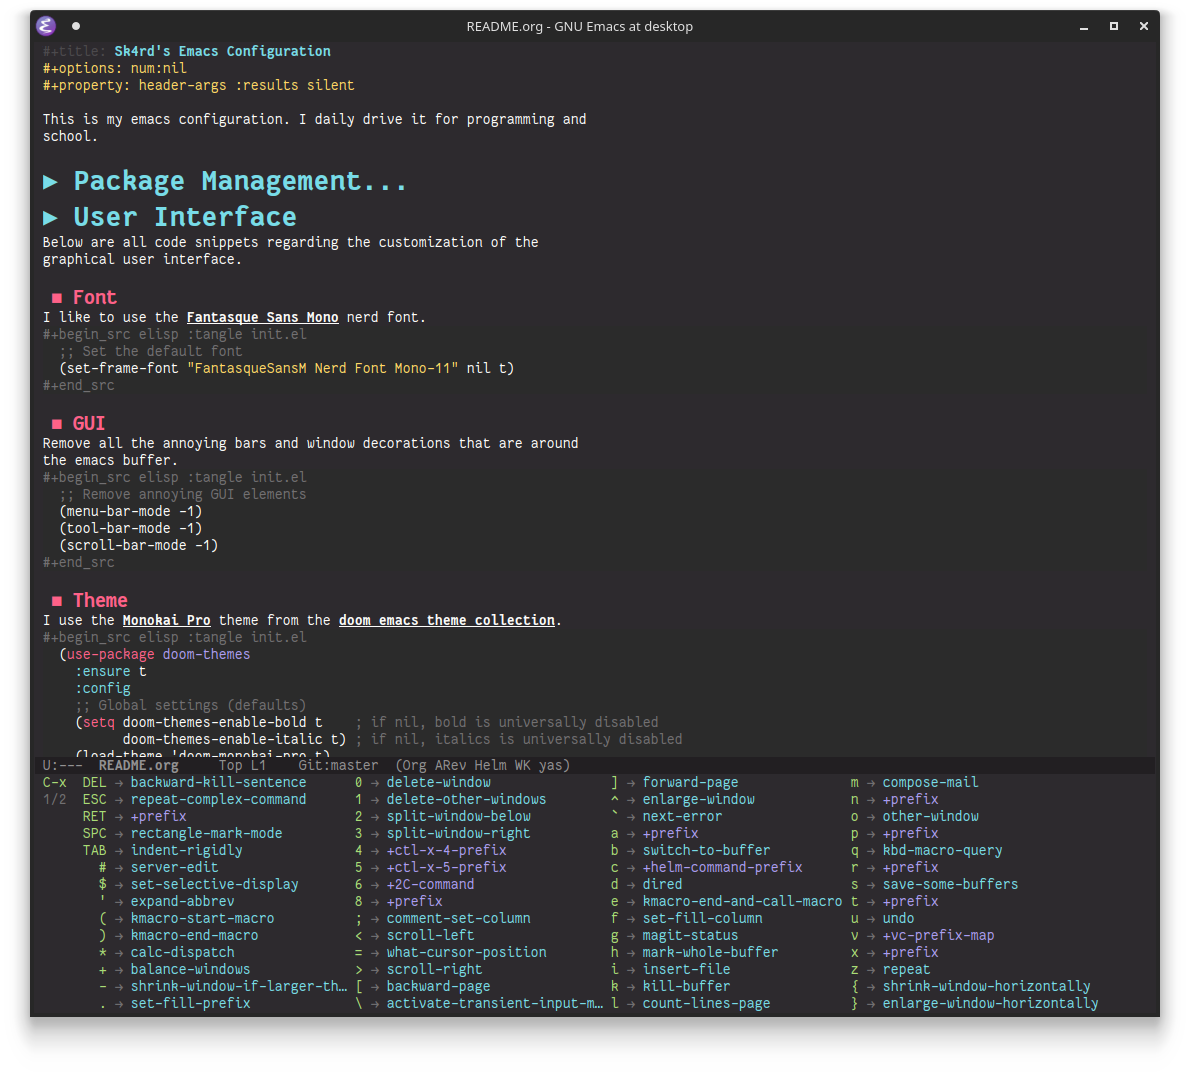 README.org - GNU Emacs at desktop
#+title: Sk4rd's Emacs Configuration
#+options: num:nil
#+property: header-args :results silent
This is my emacs configuration. I daily drive it for programming and
school.
▶ Package Management...
▶ User Interface
Below are all code snippets regarding the customization of the
graphical user interface.
■ Font
I like to use the Fantasque Sans Mono nerd font.
#+begin_src elisp :tangle init.el
;; Set the default font
(set-frame-font "FantasqueSansM Nerd Font Mono-11" nil t)
#+end_src
■ GUI
Remove all the annoying bars and window decorations that are around
the emacs buffer.
#+begin_src elisp :tangle init.el
;; Remove annoying GUI elements
(menu-bar-mode -1)
(tool-bar-mode -1)
(scroll-bar-mode -1)
#+end_src
■ Theme
I use the Monokai Pro theme from the doom emacs theme collection.
#+begin_src elisp :tangle init.el
(use-package doom-themes
:ensure t
:config
;; Global settings (defaults)
(setq doom-themes-enable-bold t    ; if nil, bold is universally disabled
doom-themes-enable-italic t) ; if nil, italics is universally disabled
(load-theme 'doom-monokai-pro t)
U:---  README.org     Top L1    Git:master  (Org ARev Helm WK yas)
C-x  DEL → backward-kill-sentence      0 → delete-window               ] → forward-page              m → compose-mail
1/2  ESC → repeat-complex-command      1 → delete-other-windows        ^ → enlarge-window            n → +prefix
RET → +prefix                     2 → split-window-below          ` → next-error                o → other-window
SPC → rectangle-mark-mode         3 → split-window-right          a → +prefix                   p → +prefix
TAB → indent-rigidly              4 → +ctl-x-4-prefix             b → switch-to-buffer          q → kbd-macro-query
# → server-edit                 5 → +ctl-x-5-prefix             c → +helm-command-prefix      r → +prefix
$ → set-selective-display       6 → +2C-command                 d → dired                     s → save-some-buffers
' → expand-abbrev               8 → +prefix                     e → kmacro-end-and-call-macro t → +prefix
( → kmacro-start-macro          ; → comment-set-column          f → set-fill-column           u → undo
) → kmacro-end-macro            < → scroll-left                 g → magit-status              v → +vc-prefix-map
* → calc-dispatch               = → what-cursor-position        h → mark-whole-buffer         x → +prefix
+ → balance-windows             > → scroll-right                i → insert-file               z → repeat
- → shrink-window-if-larger-th… [ → backward-page               k → kill-buffer               { → shrink-window-horizontally
. → set-fill-prefix             \ → activate-transient-input-m… l → count-lines-page          } → enlarge-window-horizontally